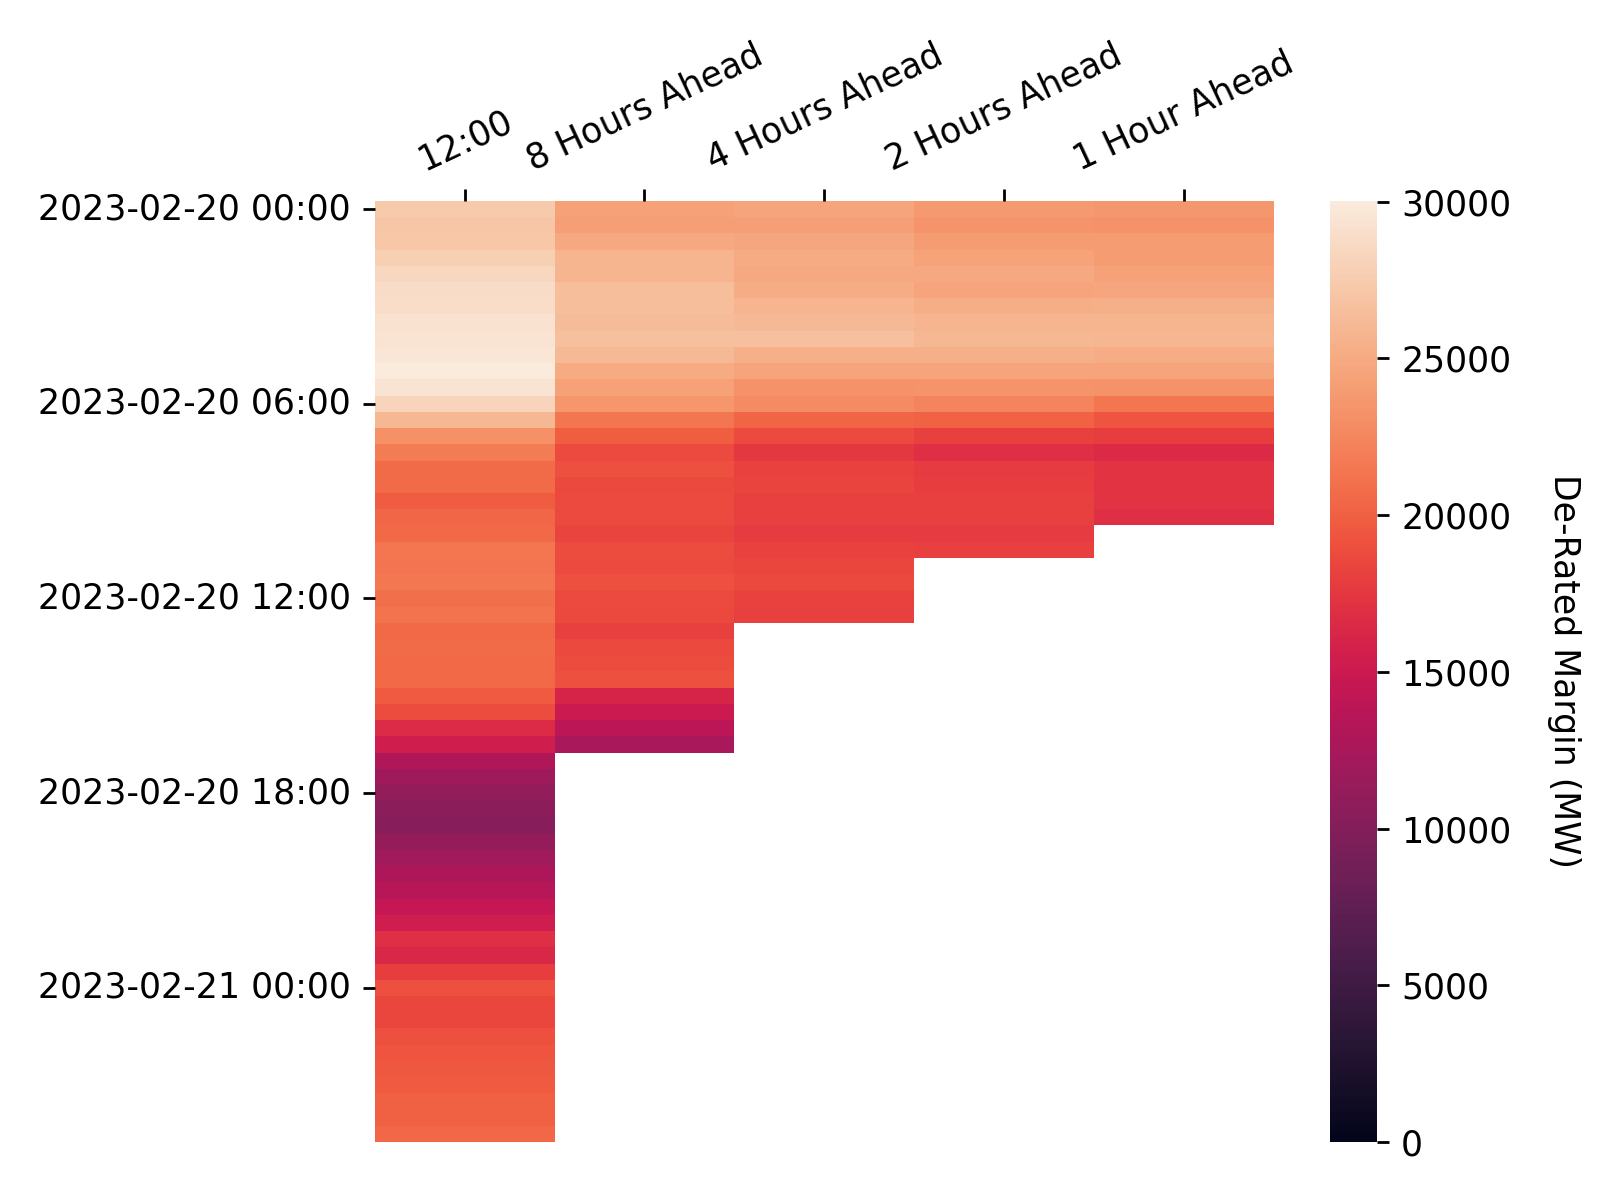 12:00
8 Hours Ahead
4 Hours Ahead
2 Hours Ahead
1 Hour Ahead
2023-02-20 00:00
2023-02-20 06:00
2023-02-20 12:00
2023-02-20 18:00
2023-02-21 00:00
30000
25000
20000
15000
10000
5000
0
De-Rated Margin (MW)